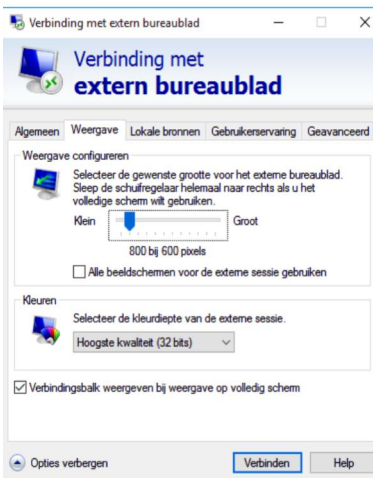 Verbinding met extern bureaublad
Verbinding met
extern bureaublad
Algemeen Weergave Lokale bronnen Gebruikerservaring Geavanceerd
Weergave configureren
Selecteer de gewenste grootte voor het externe bureaublad.
Sleep de schuifregelaar helemaal naar rechts als u het
volledige scherm wilt gebruiken.
Klein Groot
800 bij 600 pixels
Alle beeldschermen voor de externe sessie gebruiken
Kleuren
Selecteer de kleurdiepte van de externe sessie.
Hoogste kwaliteit (32 bits)
Verbindingsbalk weergeven bij weergave op volledig scherm
Opties verbergen Verbinden Help